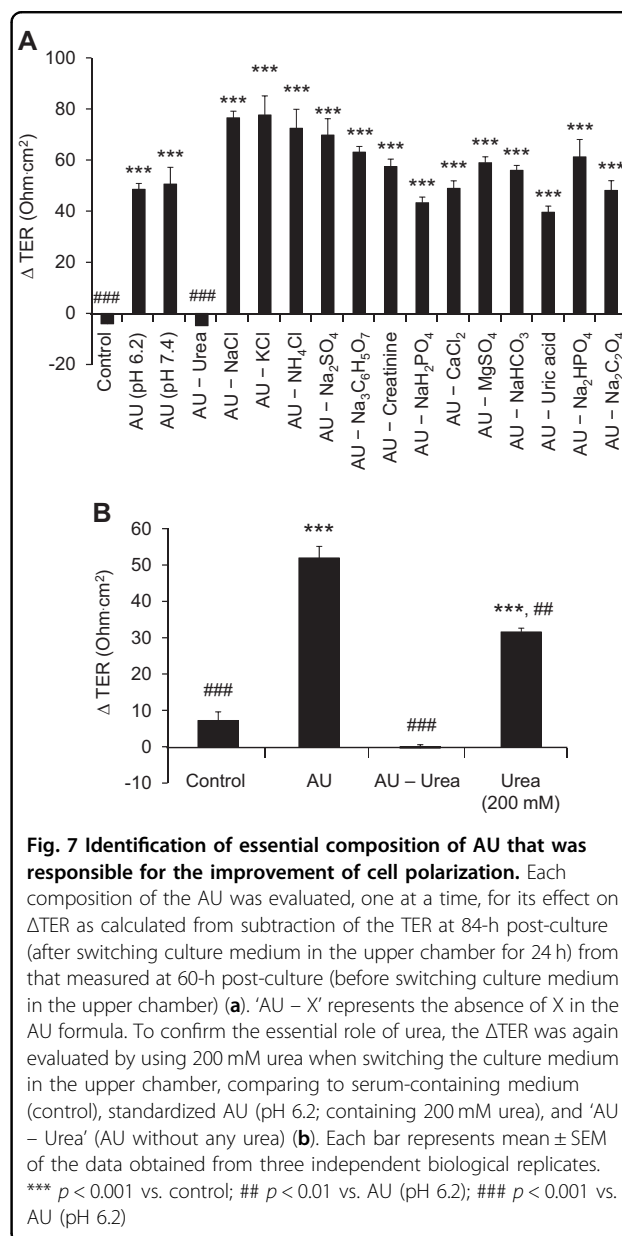 A
100
80
60
40
20
0
-20
Δ TER (Ohm·cm²)
###
***
***
###
***
***
***
***
***
***
***
***
***
***
***
***
***
Control
AU (pH 6.2)
AU (pH 7.4)
AU – Urea
AU – NaCl
AU – KCl
AU – NH₄Cl
AU – Na₂SO₄
AU – Na₃C₆H₅O₇
AU – Creatinine
AU – NaH₂PO₄
AU – CaCl₂
AU – MgSO₄
AU – NaHCO₃
AU – Uric acid
AU – Na₂HPO₄
AU – Na₂C₂O₄
B
60
50
40
30
20
10
0
-10
Δ TER (Ohm·cm²)
###
***
###
***, ##
Control
AU
AU – Urea
Urea
(200 mM)
Fig. 7 Identification of essential composition of AU that was
responsible for the improvement of cell polarization. Each
composition of the AU was evaluated, one at a time, for its effect on
ΔTER as calculated from subtraction of the TER at 84-h post-culture
(after switching culture medium in the upper chamber for 24 h) from
that measured at 60-h post-culture (before switching culture medium
in the upper chamber) (a). ‘AU – X’ represents the absence of X in the
AU formula. To confirm the essential role of urea, the ΔTER was again
evaluated by using 200 mM urea when switching the culture medium
in the upper chamber, comparing to serum-containing medium
(control), standardized AU (pH 6.2; containing 200 mM urea), and ‘AU
– Urea’ (AU without any urea) (b). Each bar represents mean ± SEM
of the data obtained from three independent biological replicates.
*** p < 0.001 vs. control; ## p < 0.01 vs. AU (pH 6.2); ### p < 0.001 vs.
AU (pH 6.2)